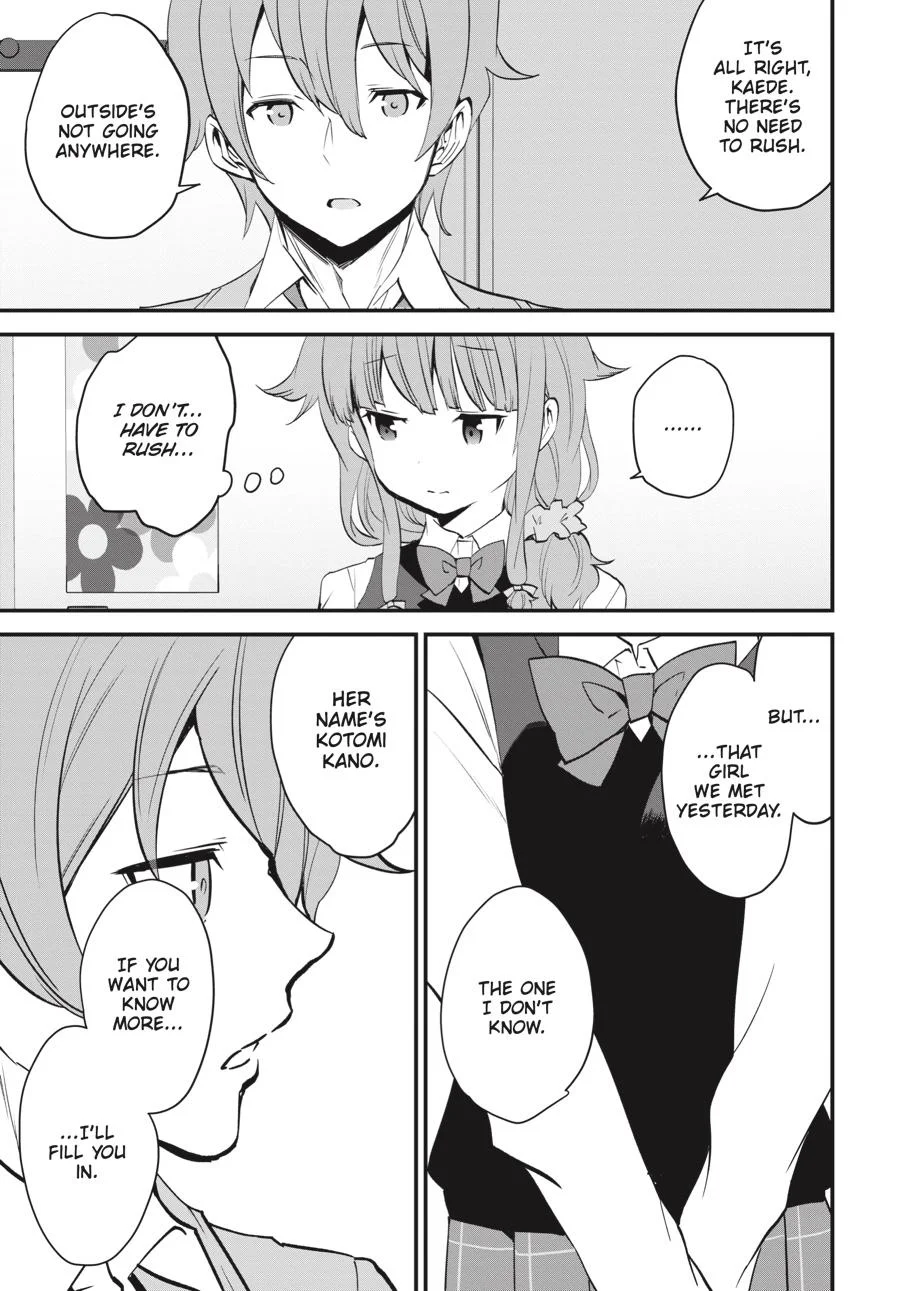 IT'S
ALL RIGHT,
KAEDE.
THERE'S
NO NEED
TO RUSH.
OUTSIDE'S
NOT GOING
ANYWHERE.
......
I DON'T...
HAVE TO
RUSH...
BUT...
...THAT
GIRL
WE MET
YESTERDAY.
THE ONE
I DON'T
KNOW.
HER
NAME'S
KOTOMI
KANO.
IF YOU
WANT TO
KNOW
MORE...
...I'LL
FILL YOU
IN.